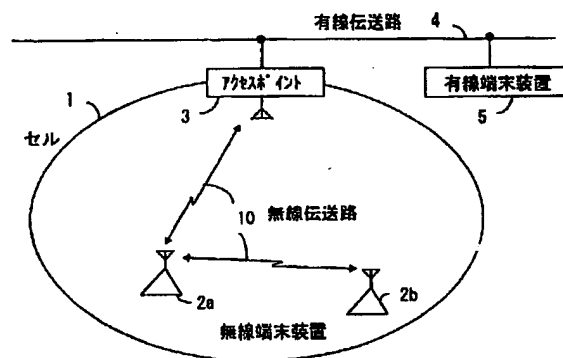 有線伝送路 4
アクセスポイント
有線端末装置
3
5
1
セル
10 無線伝送路
2a
2b
無線端末装置